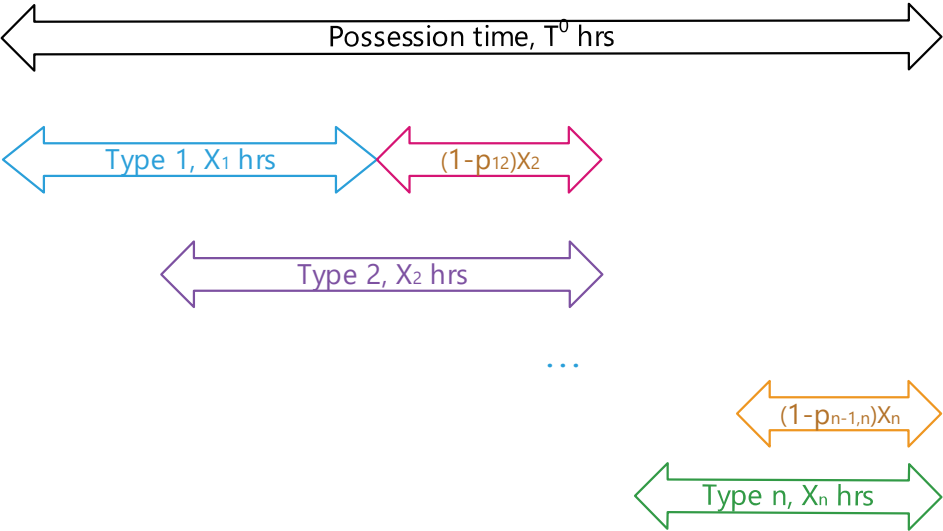 Possession time, T⁰ hrs
Type 1, X₁ hrs
(1-p₁₂)X₂
Type 2, X₂ hrs
...
(1-pₙ₋₁,ₙ)Xₙ
Type n, Xₙ hrs